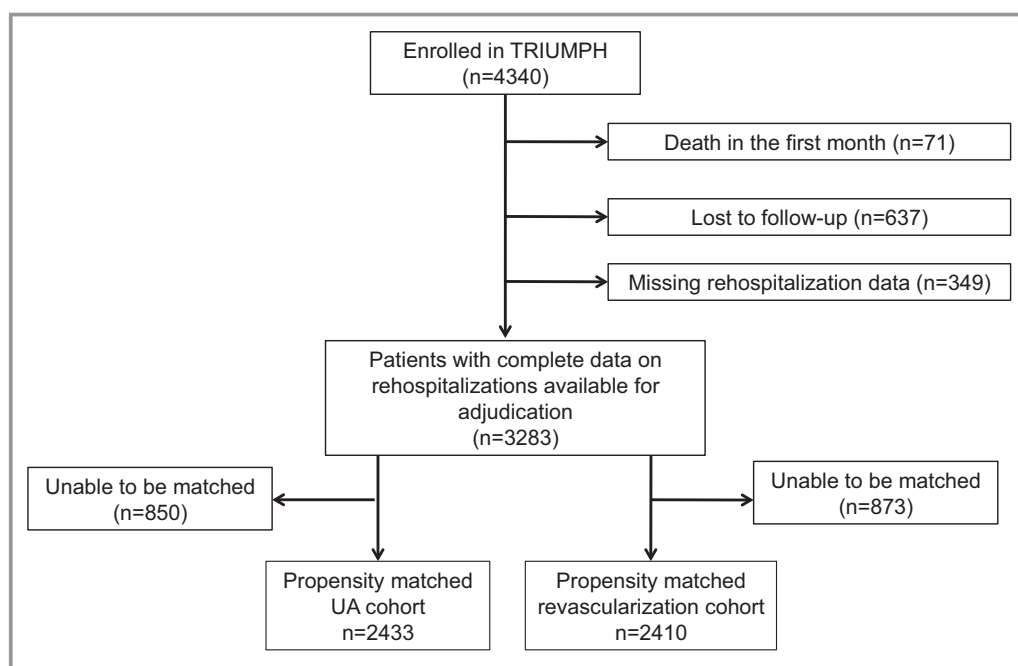 Enrolled in TRIUMPH
(n=4340)
Death in the first month (n=71)
Lost to follow-up (n=637)
Missing rehospitalization data (n=349)
Patients with complete data on
rehospitalizations available for
adjudication
(n=3283)
Unable to be matched
(n=850)
Unable to be matched
(n=873)
Propensity matched
UA cohort
n=2433
Propensity matched
revascularization cohort
n=2410